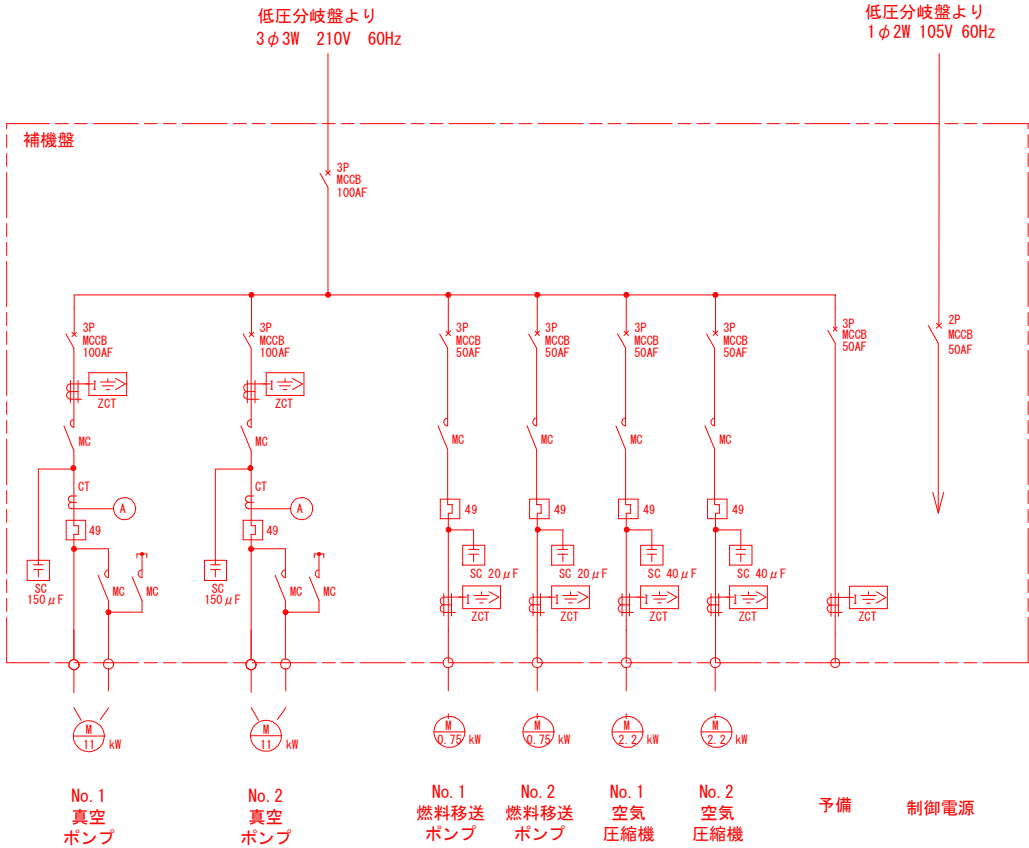 低圧分岐盤より
3φ3W 210V 60Hz
低圧分岐盤より
1φ2W 105V 60Hz
補機盤
3P
MCCB
100AF
3P
MCCB
100AF
3P
MCCB
100AF
3P
MCCB
50AF
3P
MCCB
50AF
3P
MCCB
50AF
3P
MCCB
50AF
3P
MCCB
50AF
2P
MCCB
50AF
I
ZCT
I
ZCT
MC
MC
MC
MC
MC
MC
CT
A
CT
A
49
49
49
49
49
49
SC
150μF
MC
MC
SC
150μF
MC
MC
SC 20μF
SC 20μF
SC 40μF
SC 40μF
I
ZCT
I
ZCT
I
ZCT
I
ZCT
I
ZCT
M
11 kW
M
11 kW
M
0.75 kW
M
0.75 kW
M
2.2 kW
M
2.2 kW
No.1
真空
ポンプ
No.2
真空
ポンプ
No.1
燃料移送
ポンプ
No.2
燃料移送
ポンプ
No.1
空気
圧縮機
No.2
空気
圧縮機
予備
制御電源